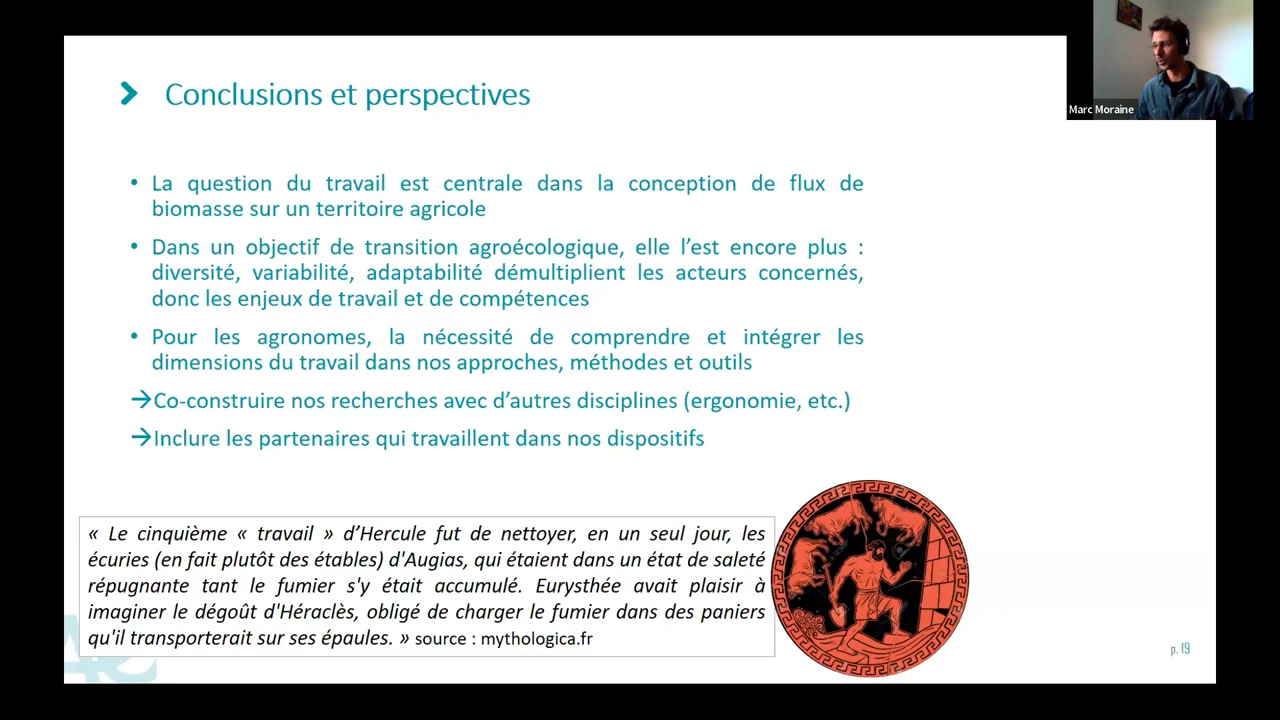 Conclusions et perspectives
Marc Moraine
• La question du travail est centrale dans la conception de flux de
biomasse sur un territoire agricole
• Dans un objectif de transition agroécologique, elle l’est encore plus :
diversité, variabilité, adaptabilité démultiplient les acteurs concernés,
donc les enjeux de travail et de compétences
• Pour les agronomes, la nécessité de comprendre et intégrer les
dimensions du travail dans nos approches, méthodes et outils
→Co-construire nos recherches avec d’autres disciplines (ergonomie, etc.)
→Inclure les partenaires qui travaillent dans nos dispositifs
« Le cinquième « travail » d’Hercule fut de nettoyer, en un seul jour, les
écuries (en fait plutôt des étables) d'Augias, qui étaient dans un état de saleté
répugnante tant le fumier s'y était accumulé. Eurysthée avait plaisir à
imaginer le dégoût d'Héraclès, obligé de charger le fumier dans des paniers
qu'il transporterait sur ses épaules. » source : mythologica.fr
p. 19